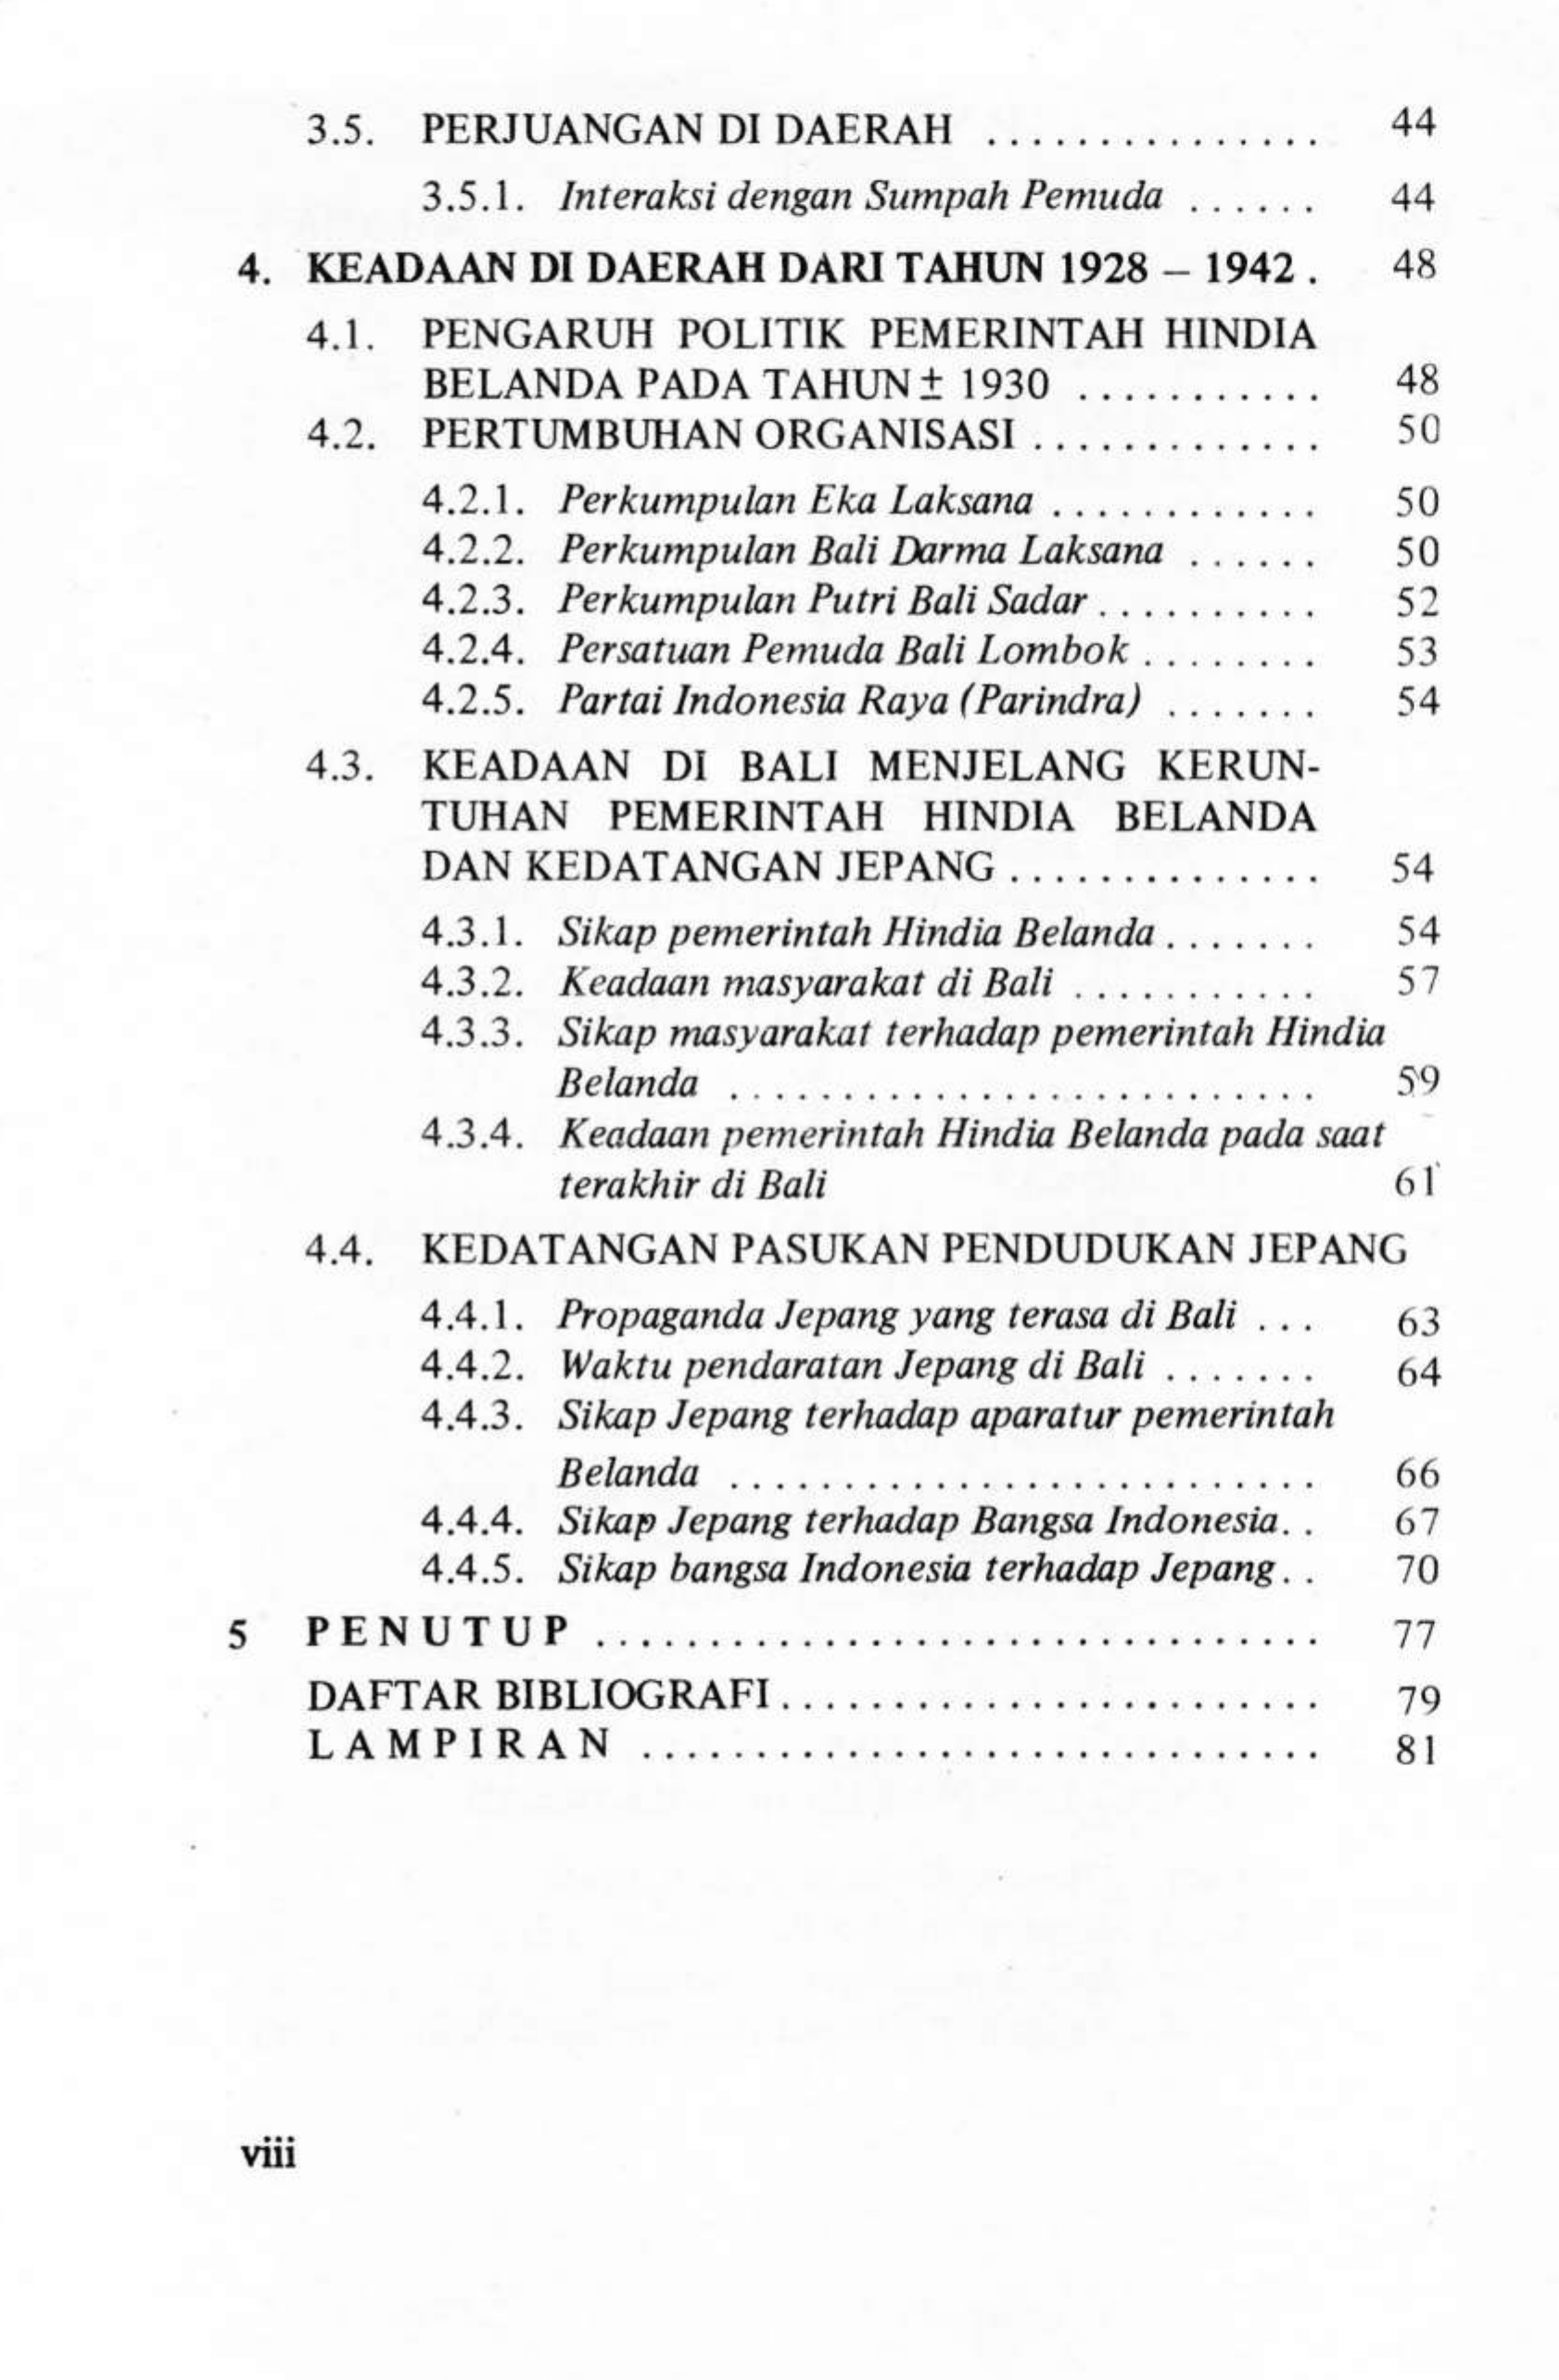 3.5. PERJUANGAN DI DAERAH ............... 44
3.5.1. Interaksi dengan Sumpah Pemuda ...... 44
4. KEADAAN DI DAERAH DARI TAHUN 1928 – 1942 . 48
4.1. PENGARUH POLITIK PEMERINTAH HINDIA
BELANDA PADA TAHUN ± 1930 ........... 48
4.2. PERTUMBUHAN ORGANISASI ............. 50
4.2.1. Perkumpulan Eka Laksana ............ 50
4.2.2. Perkumpulan Bali Darma Laksana ...... 50
4.2.3. Perkumpulan Putri Bali Sadar .......... 52
4.2.4. Persatuan Pemuda Bali Lombok ........ 53
4.2.5. Partai Indonesia Raya (Parindra) ....... 54
4.3. KEADAAN DI BALI MENJELANG KERUN-
TUHAN PEMERINTAH HINDIA BELANDA
DAN KEDATANGAN JEPANG .............. 54
4.3.1. Sikap pemerintah Hindia Belanda ....... 54
4.3.2. Keadaan masyarakat di Bali ........... 57
4.3.3. Sikap masyarakat terhadap pemerintah Hindia
Belanda .......................... 59
4.3.4. Keadaan pemerintah Hindia Belanda pada saat
terakhir di Bali 61
4.4. KEDATANGAN PASUKAN PENDUDUKAN JEPANG
4.4.1. Propaganda Jepang yang terasa di Bali ... 63
4.4.2. Waktu pendaratan Jepang di Bali ....... 64
4.4.3. Sikap Jepang terhadap aparatur pemerintah
Belanda .......................... 66
4.4.4. Sikap Jepang terhadap Bangsa Indonesia. . 67
4.4.5. Sikap bangsa Indonesia terhadap Jepang. . 70
5 P E N U T U P ................................ 77
DAFTAR BIBLIOGRAFI ........................ 79
L A M P I R A N .............................. 81
viii